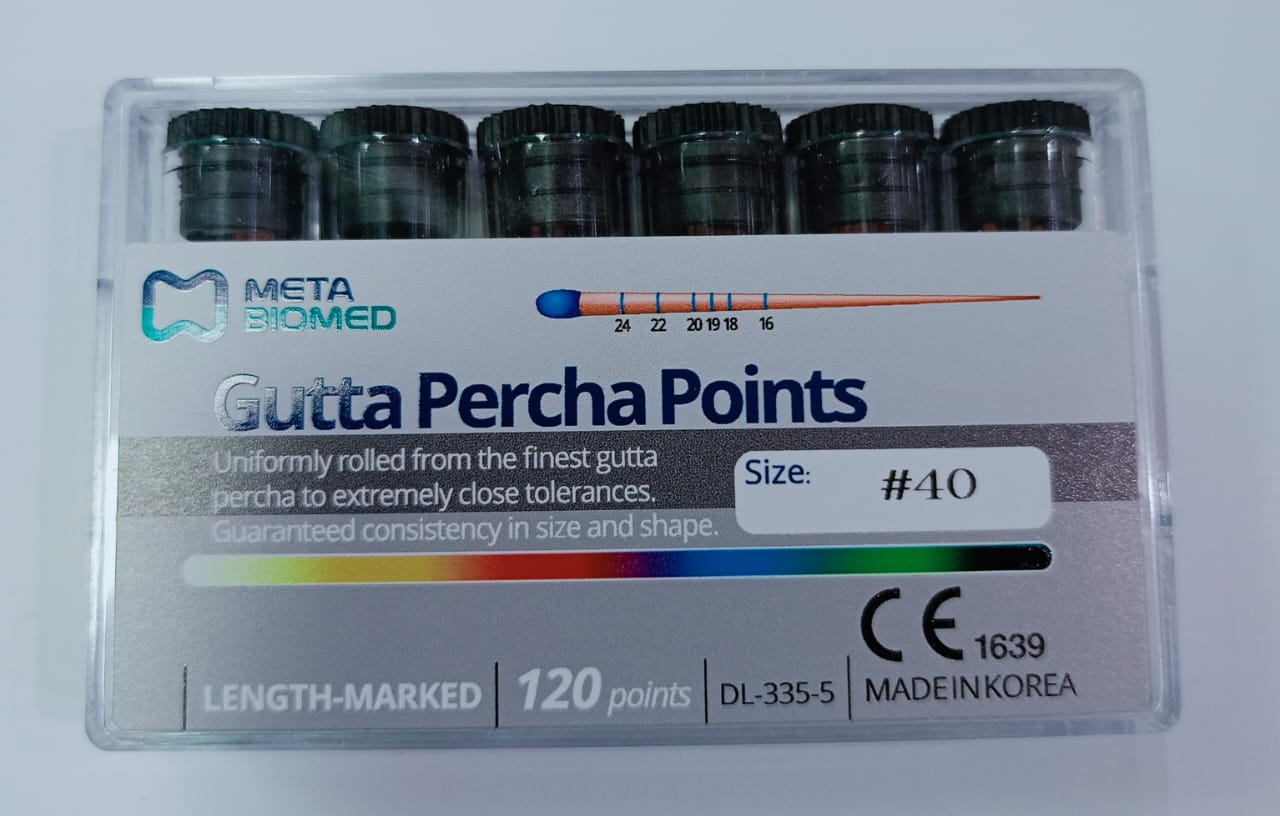 META
BIOMED
24 22 20 19 18 16
Gutta Percha Points
Uniformly rolled from the finest gutta
percha to extremely close tolerances.
Guaranteed consistency in size and shape.
Size: #40
CE 1639
LENGTH-MARKED
120 points
DL-335-5
MADE IN KOREA